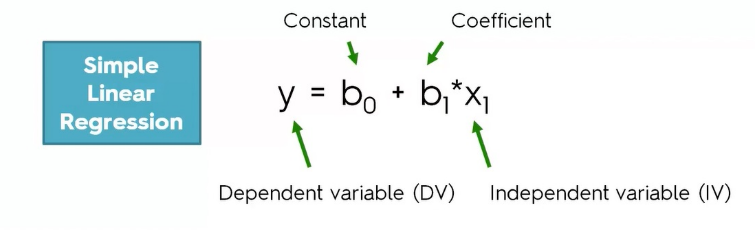 Constant Coefficient
Simple
Linear
Regression
y = b₀ + b₁*x₁
Dependent variable (DV) Independent variable (IV)